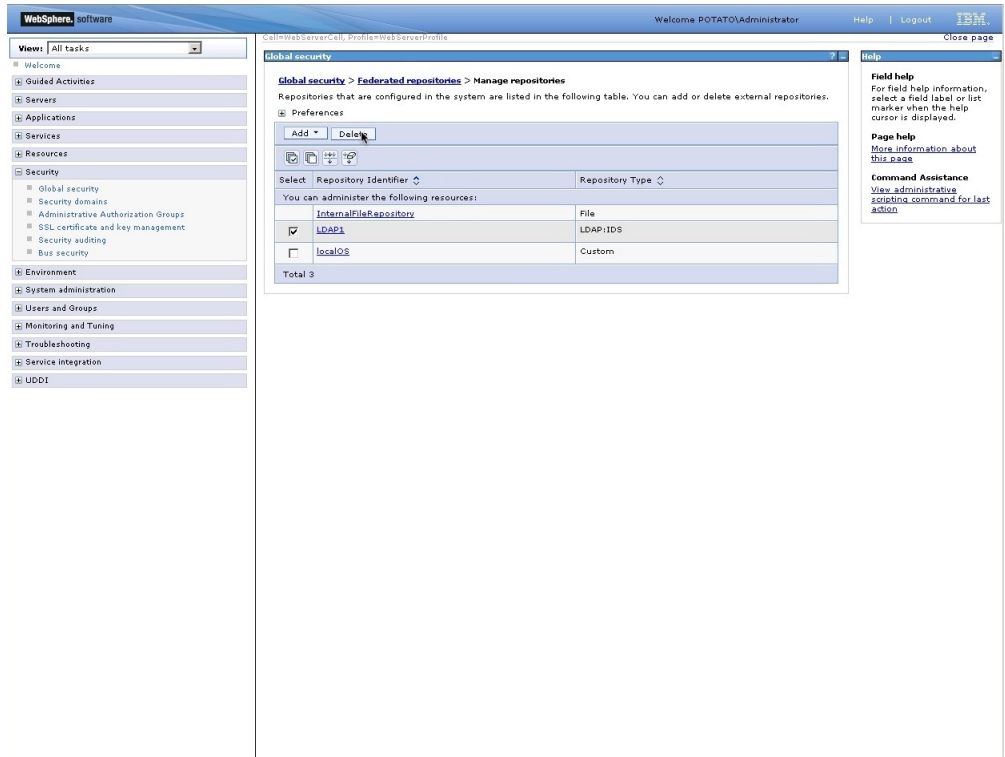 WebSphere. software
Welcome POTATO\Administrator
Help | Logout
IBM.
Cell=WebServerCell, Profile=WebServerProfile
Close page
View: All tasks
Welcome
Guided Activities
Servers
Applications
Services
Resources
Security
Global security
Security domains
Administrative Authorization Groups
SSL certificate and key management
Security auditing
Bus security
Environment
System administration
Users and Groups
Monitoring and Tuning
Troubleshooting
Service integration
UDDI
Global security
? –
Global security > Federated repositories > Manage repositories
Repositories that are configured in the system are listed in the following table. You can add or delete external repositories.
Preferences
Add
Delete
Select Repository Identifier Repository Type
You can administer the following resources:
InternalFileRepository File
LDAP1 LDAP:IDS
localOS Custom
Total 3
Help
Field help
For field help information,
select a field label or list
marker when the help
cursor is displayed.
Page help
More information about
this page
Command Assistance
View administrative
scripting command for last
action